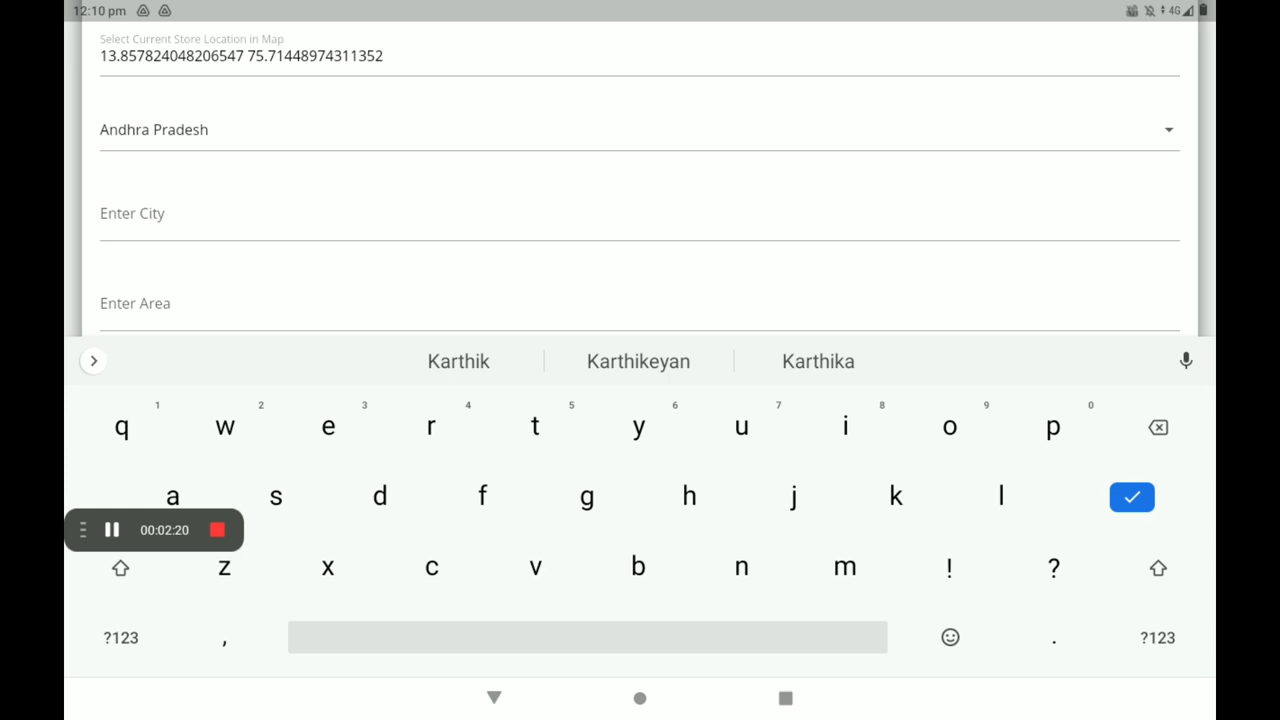 12:10 pm 4G
Select Current Store Location in Map
13.857824048206547 75.71448974311352
Andhra Pradesh
Enter City
Enter Area
Karthik Karthikeyan Karthika
1 2 3 4 5 6 7 8 9 0
q w e r t y u i o p
a s d f g h j k l
00:02:20
z x c v b n m ! ?
?123 , . ?123